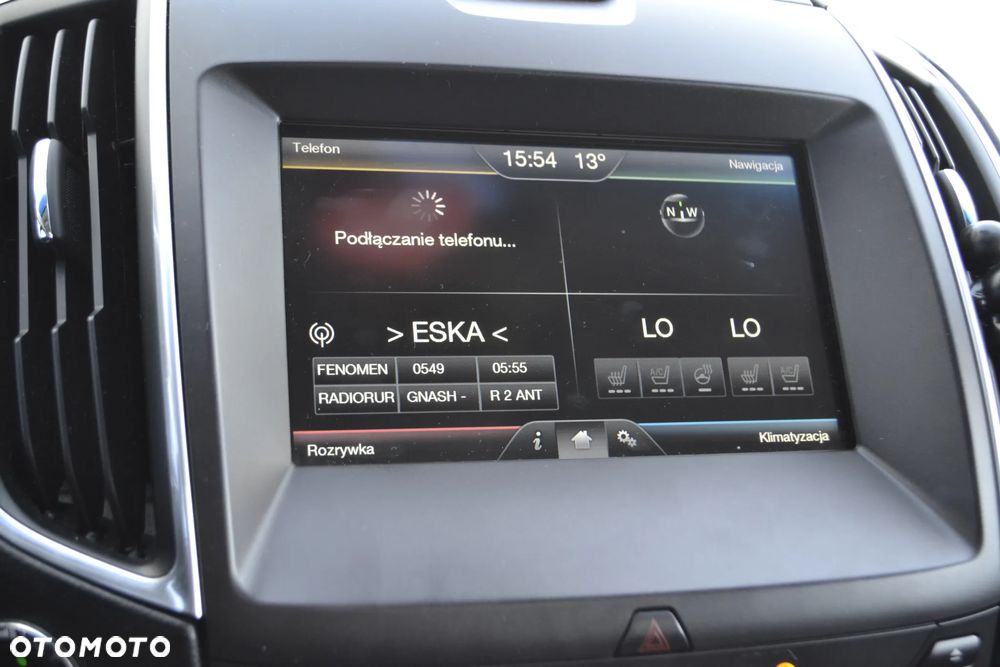 Telefon
15:54 13°
Nawigacja
Podłączanie telefonu...
N W
> ESKA <
LO LO
FENOMEN 0549 05:55
RADIORUR GNASH - R 2 ANT
A/C A/C
Rozrywka
i
Klimatyzacja
OTOMOTO